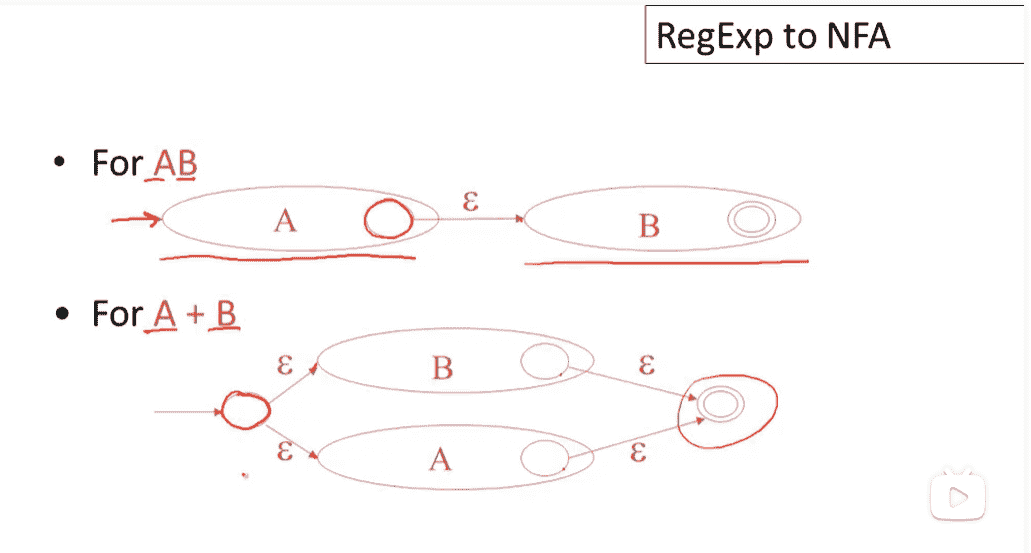 RegExp to NFA
• For AB
A ε B
• For A + B
ε B ε
ε A ε